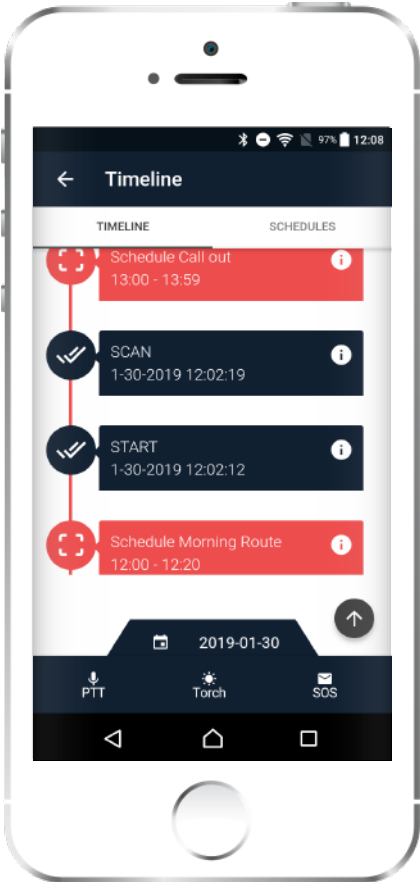 97% 12:08
Timeline
TIMELINE SCHEDULES
Schedule Call out
13:00 - 13:59
SCAN
1-30-2019 12:02:19
START
1-30-2019 12:02:12
Schedule Morning Route
12:00 - 12:20
2019-01-30
PTT Torch SOS